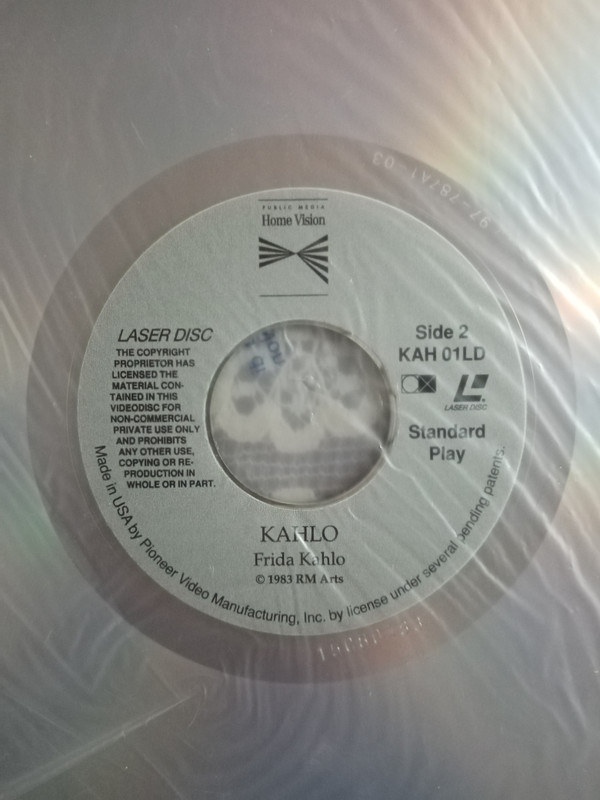 PUBLIC MEDIA
Home Vision
LASER DISC
THE COPYRIGHT
PROPRIETOR HAS
LICENSED THE
MATERIAL CON-
TAINED IN THIS
VIDEODISC FOR
NON-COMMERCIAL
PRIVATE USE ONLY
AND PROHIBITS
ANY OTHER USE,
COPYING OR RE-
PRODUCTION IN
WHOLE OR IN PART.
Side 2
KAH 01LD
LASER DISC
Standard
Play
KAHLO
Frida Kahlo
© 1983 RM Arts
Made in USA by Pioneer Video Manufacturing, Inc. by license under several pending patents.